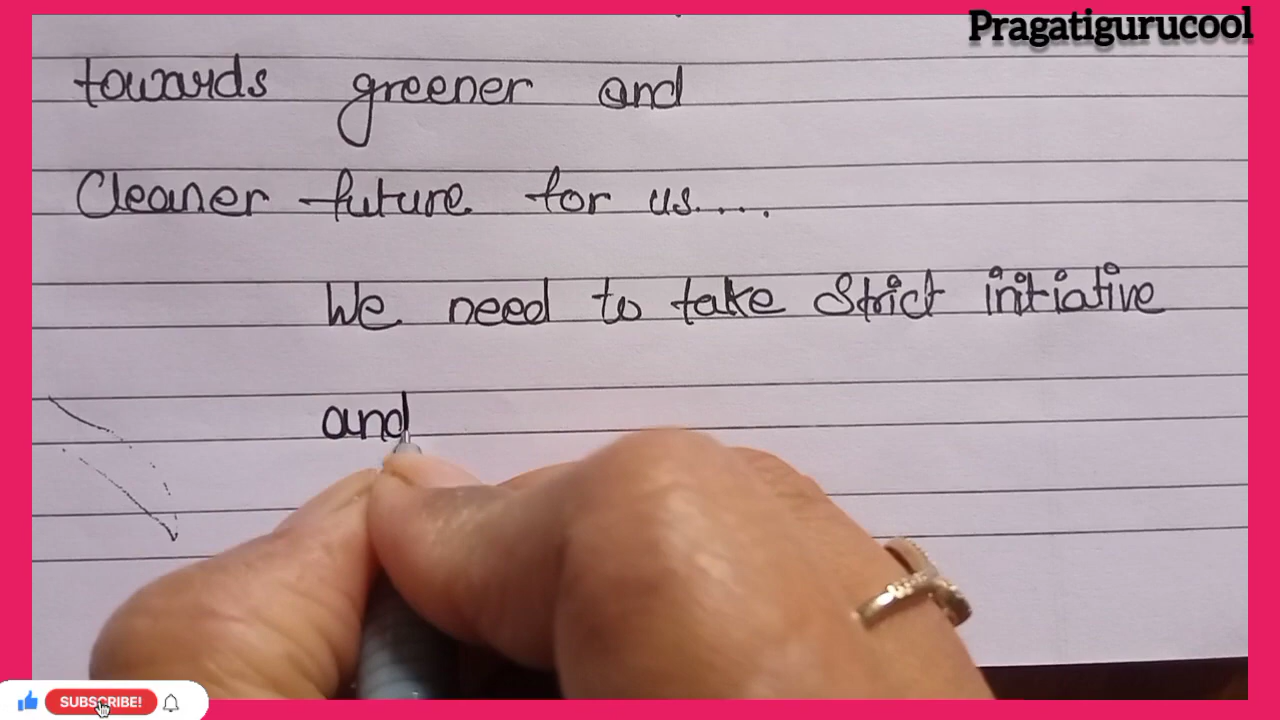 Pragatigurucool
towards greener and
Cleaner future for us....
We need to take Strict initiative
and
SUBSCRIBE!